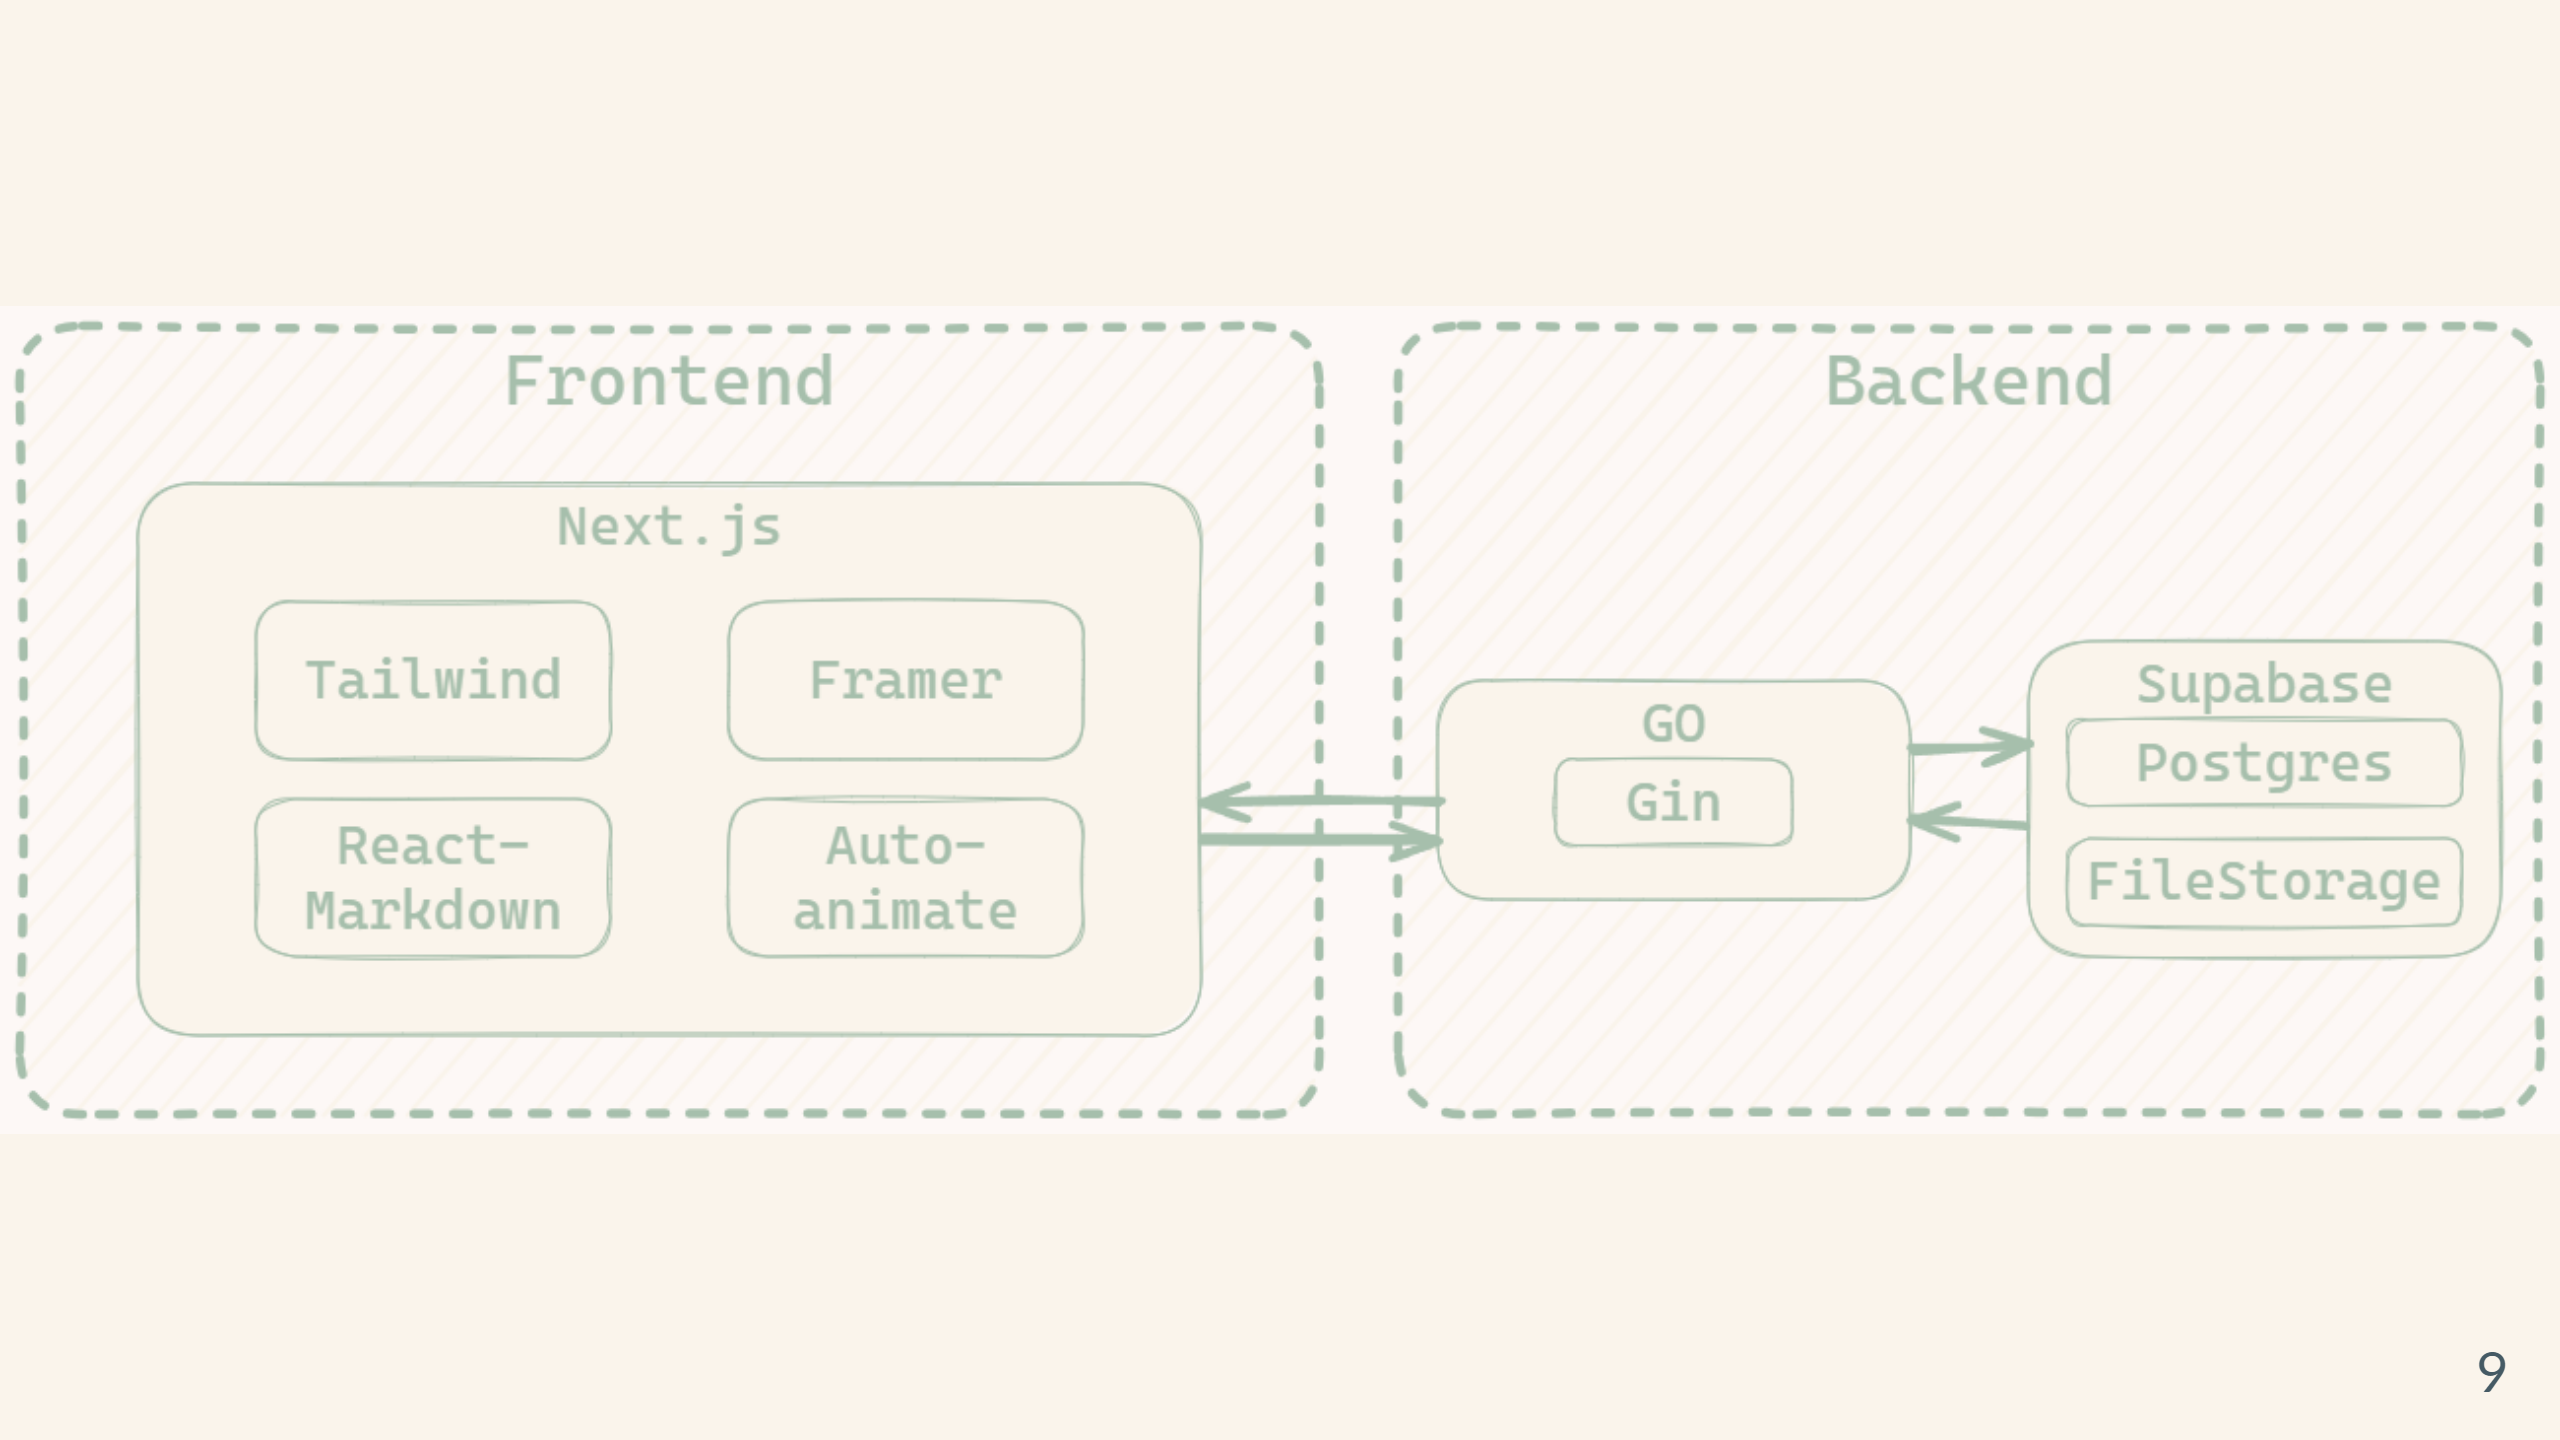 Frontend
Next.js
Tailwind
Framer
React-
Markdown
Auto-
animate
Backend
GO
Gin
Supabase
Postgres
FileStorage
9